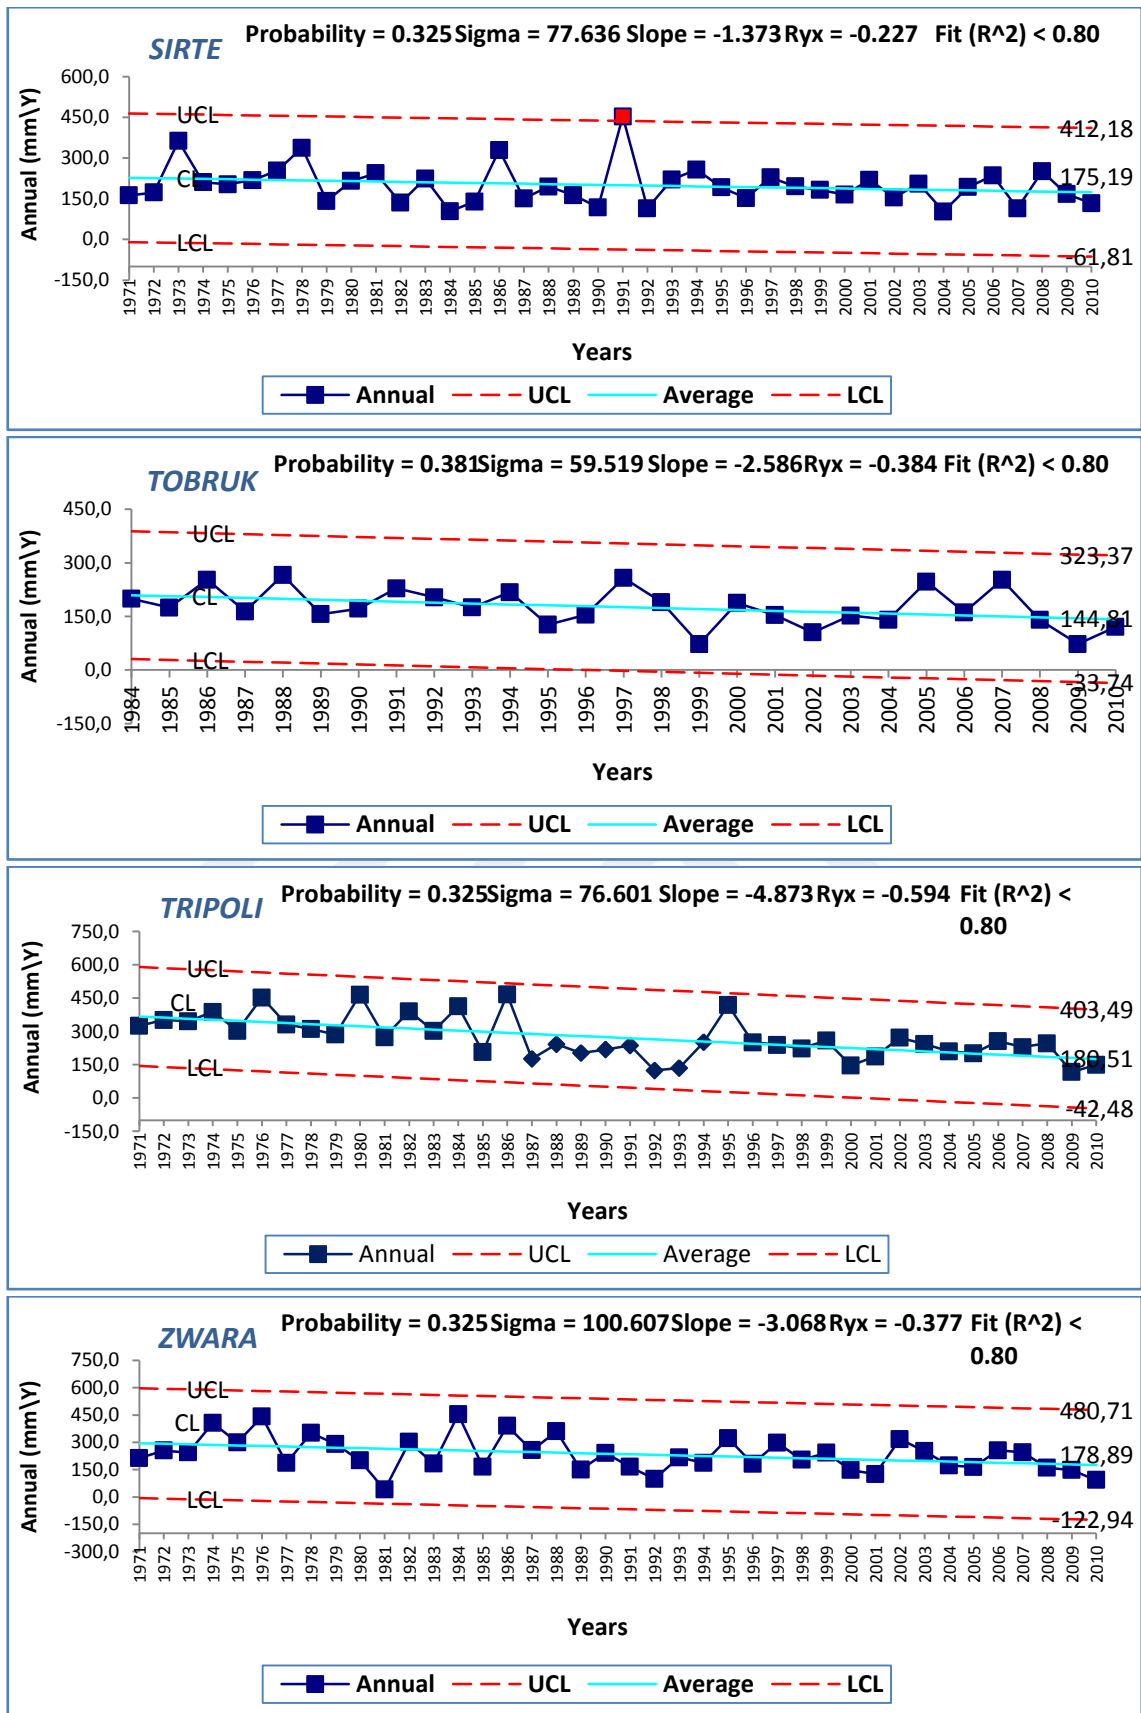 Probability = 0.325 Sigma = 77.636 Slope = -1.373 Ryx = -0.227 Fit (R^2) < 0.80
SIRTE
Annual (mm\Y)
600,0
450,0
300,0
150,0
0,0
-150,0
UCL
CL
LCL
412,18
175,19
-61,81
1971 1972 1973 1974 1975 1976 1977 1978 1979 1980 1981 1982 1983 1984 1985 1986 1987 1988 1989 1990 1991 1992 1993 1994 1995 1996 1997 1998 1999 2000 2001 2002 2003 2004 2005 2006 2007 2008 2009 2010
Years
Annual UCL Average LCL
Probability = 0.381 Sigma = 59.519 Slope = -2.586 Ryx = -0.384 Fit (R^2) < 0.80
TOBRUK
Annual (mm\Y)
450,0
300,0
150,0
0,0
-150,0
UCL
CL
LCL
323,37
144,81
-33,74
1984 1985 1986 1987 1988 1989 1990 1991 1992 1993 1994 1995 1996 1997 1998 1999 2000 2001 2002 2003 2004 2005 2006 2007 2008 2009 2010
Years
Annual UCL Average LCL
Probability = 0.325 Sigma = 76.601 Slope = -4.873 Ryx = -0.594 Fit (R^2) <
0.80
TRIPOLI
Annual (mm\Y)
750,0
600,0
450,0
300,0
150,0
0,0
-150,0
UCL
CL
LCL
403,49
180,51
-42,48
1971 1972 1973 1974 1975 1976 1977 1978 1979 1980 1981 1982 1983 1984 1985 1986 1987 1988 1989 1990 1991 1992 1993 1994 1995 1996 1997 1998 1999 2000 2001 2002 2003 2004 2005 2006 2007 2008 2009 2010
Years
Annual UCL Average LCL
Probability = 0.325 Sigma = 100.607 Slope = -3.068 Ryx = -0.377 Fit (R^2) <
0.80
ZWARA
Annual (mm\Y)
750,0
600,0
450,0
300,0
150,0
0,0
-150,0
-300,0
UCL
CL
LCL
480,71
178,89
-122,94
1971 1972 1973 1974 1975 1976 1977 1978 1979 1980 1981 1982 1983 1984 1985 1986 1987 1988 1989 1990 1991 1992 1993 1994 1995 1996 1997 1998 1999 2000 2001 2002 2003 2004 2005 2006 2007 2008 2009 2010
Years
Annual UCL Average LCL